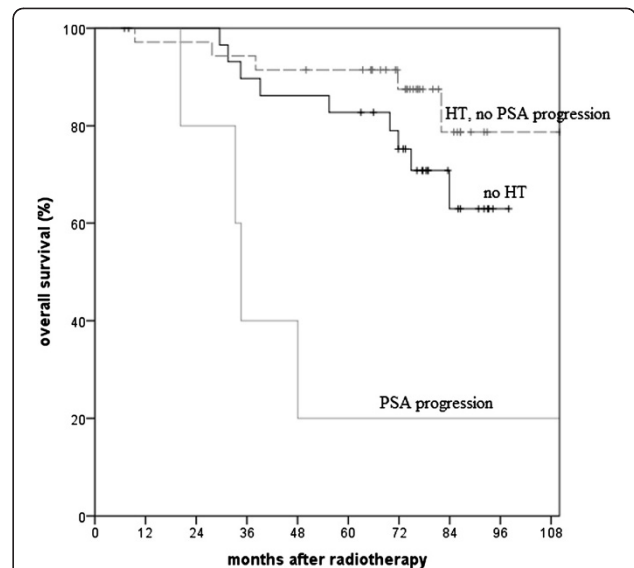 100
80
60
40
20
0
overall survival (%)
HT, no PSA progression
no HT
PSA progression
0 12 24 36 48 60 72 84 96 108
months after radiotherapy